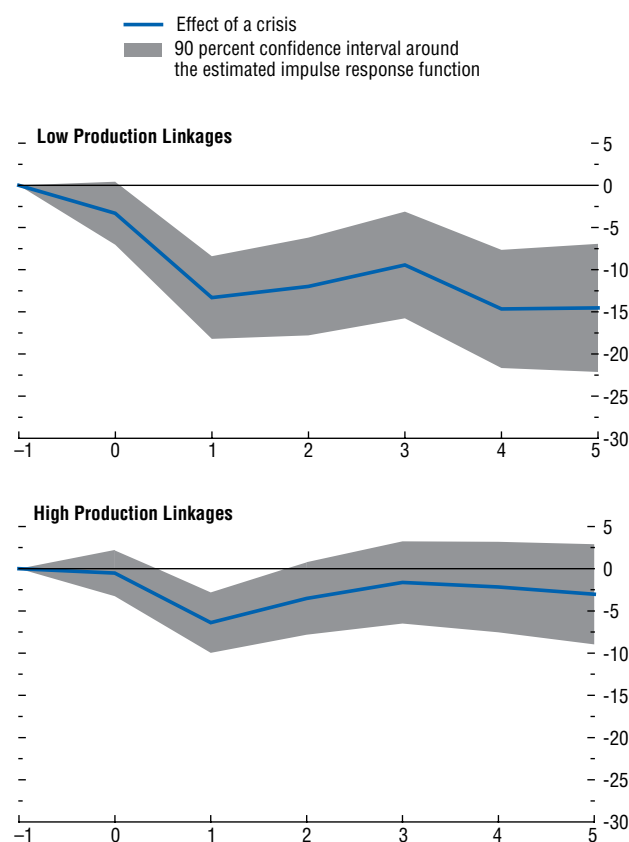 Effect of a crisis
90 percent confidence interval around
the estimated impulse response function
Low Production Linkages
5
0
-5
-10
-15
-20
-25
-30
–1 0 1 2 3 4 5
High Production Linkages
5
0
-5
-10
-15
-20
-25
-30
–1 0 1 2 3 4 5